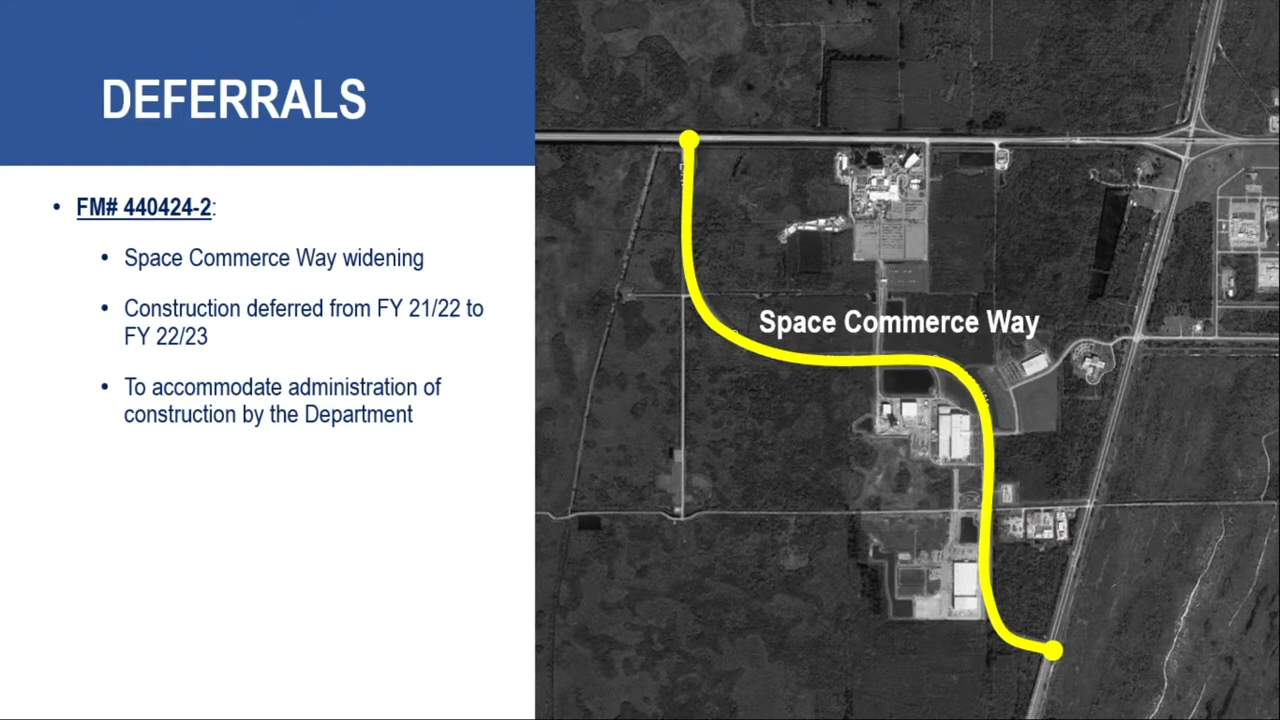 DEFERRALS
• FM# 440424-2:
• Space Commerce Way widening
• Construction deferred from FY 21/22 to
FY 22/23
• To accommodate administration of
construction by the Department
Space Commerce Way